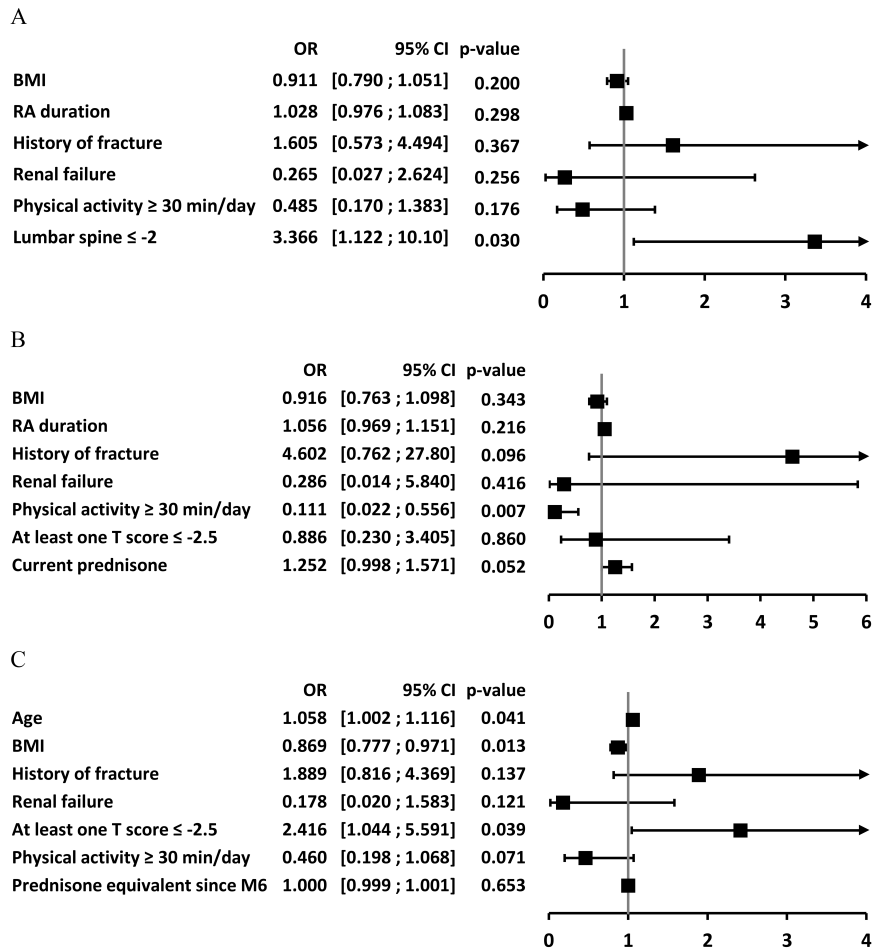 A
OR 95% CI p-value
BMI 0.911 [0.790 ; 1.051] 0.200
RA duration 1.028 [0.976 ; 1.083] 0.298
History of fracture 1.605 [0.573 ; 4.494] 0.367
Renal failure 0.265 [0.027 ; 2.624] 0.256
Physical activity ≥ 30 min/day 0.485 [0.170 ; 1.383] 0.176
Lumbar spine ≤ -2 3.366 [1.122 ; 10.10] 0.030
0 1 2 3 4
B
OR 95% CI p-value
BMI 0.916 [0.763 ; 1.098] 0.343
RA duration 1.056 [0.969 ; 1.151] 0.216
History of fracture 4.602 [0.762 ; 27.80] 0.096
Renal failure 0.286 [0.014 ; 5.840] 0.416
Physical activity ≥ 30 min/day 0.111 [0.022 ; 0.556] 0.007
At least one T score ≤ -2.5 0.886 [0.230 ; 3.405] 0.860
Current prednisone 1.252 [0.998 ; 1.571] 0.052
0 1 2 3 4 5 6
C
OR 95% CI p-value
Age 1.058 [1.002 ; 1.116] 0.041
BMI 0.869 [0.777 ; 0.971] 0.013
History of fracture 1.889 [0.816 ; 4.369] 0.137
Renal failure 0.178 [0.020 ; 1.583] 0.121
At least one T score ≤ -2.5 2.416 [1.044 ; 5.591] 0.039
Physical activity ≥ 30 min/day 0.460 [0.198 ; 1.068] 0.071
Prednisone equivalent since M6 1.000 [0.999 ; 1.001] 0.653
0 1 2 3 4